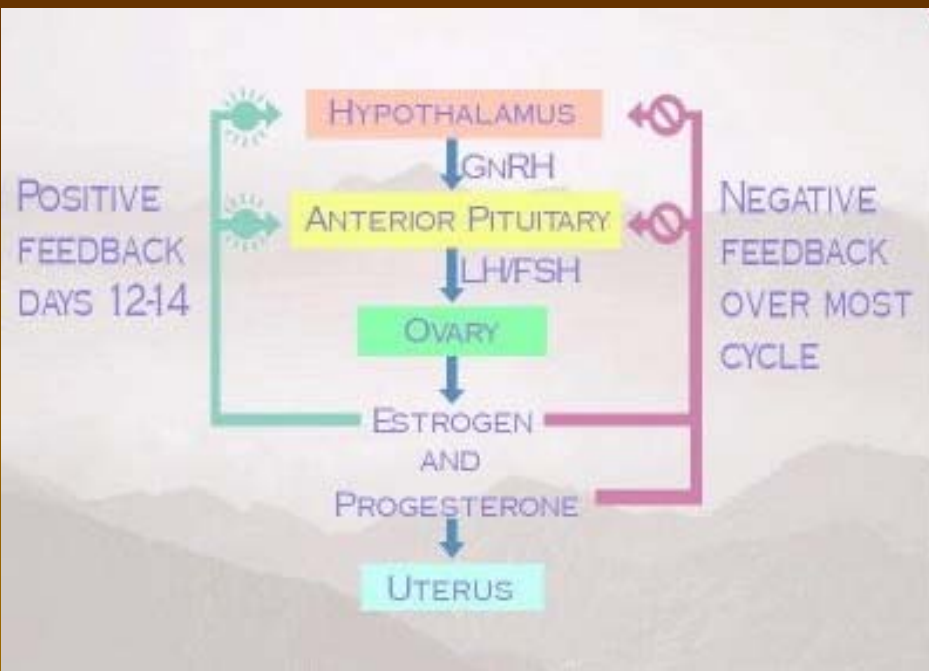 HYPOTHALAMUS
GNRH
ANTERIOR PITUITARY
LH/FSH
OVARY
ESTROGEN
AND
PROGESTERONE
UTERUS
POSITIVE
FEEDBACK
DAYS 12-14
NEGATIVE
FEEDBACK
OVER MOST
CYCLE